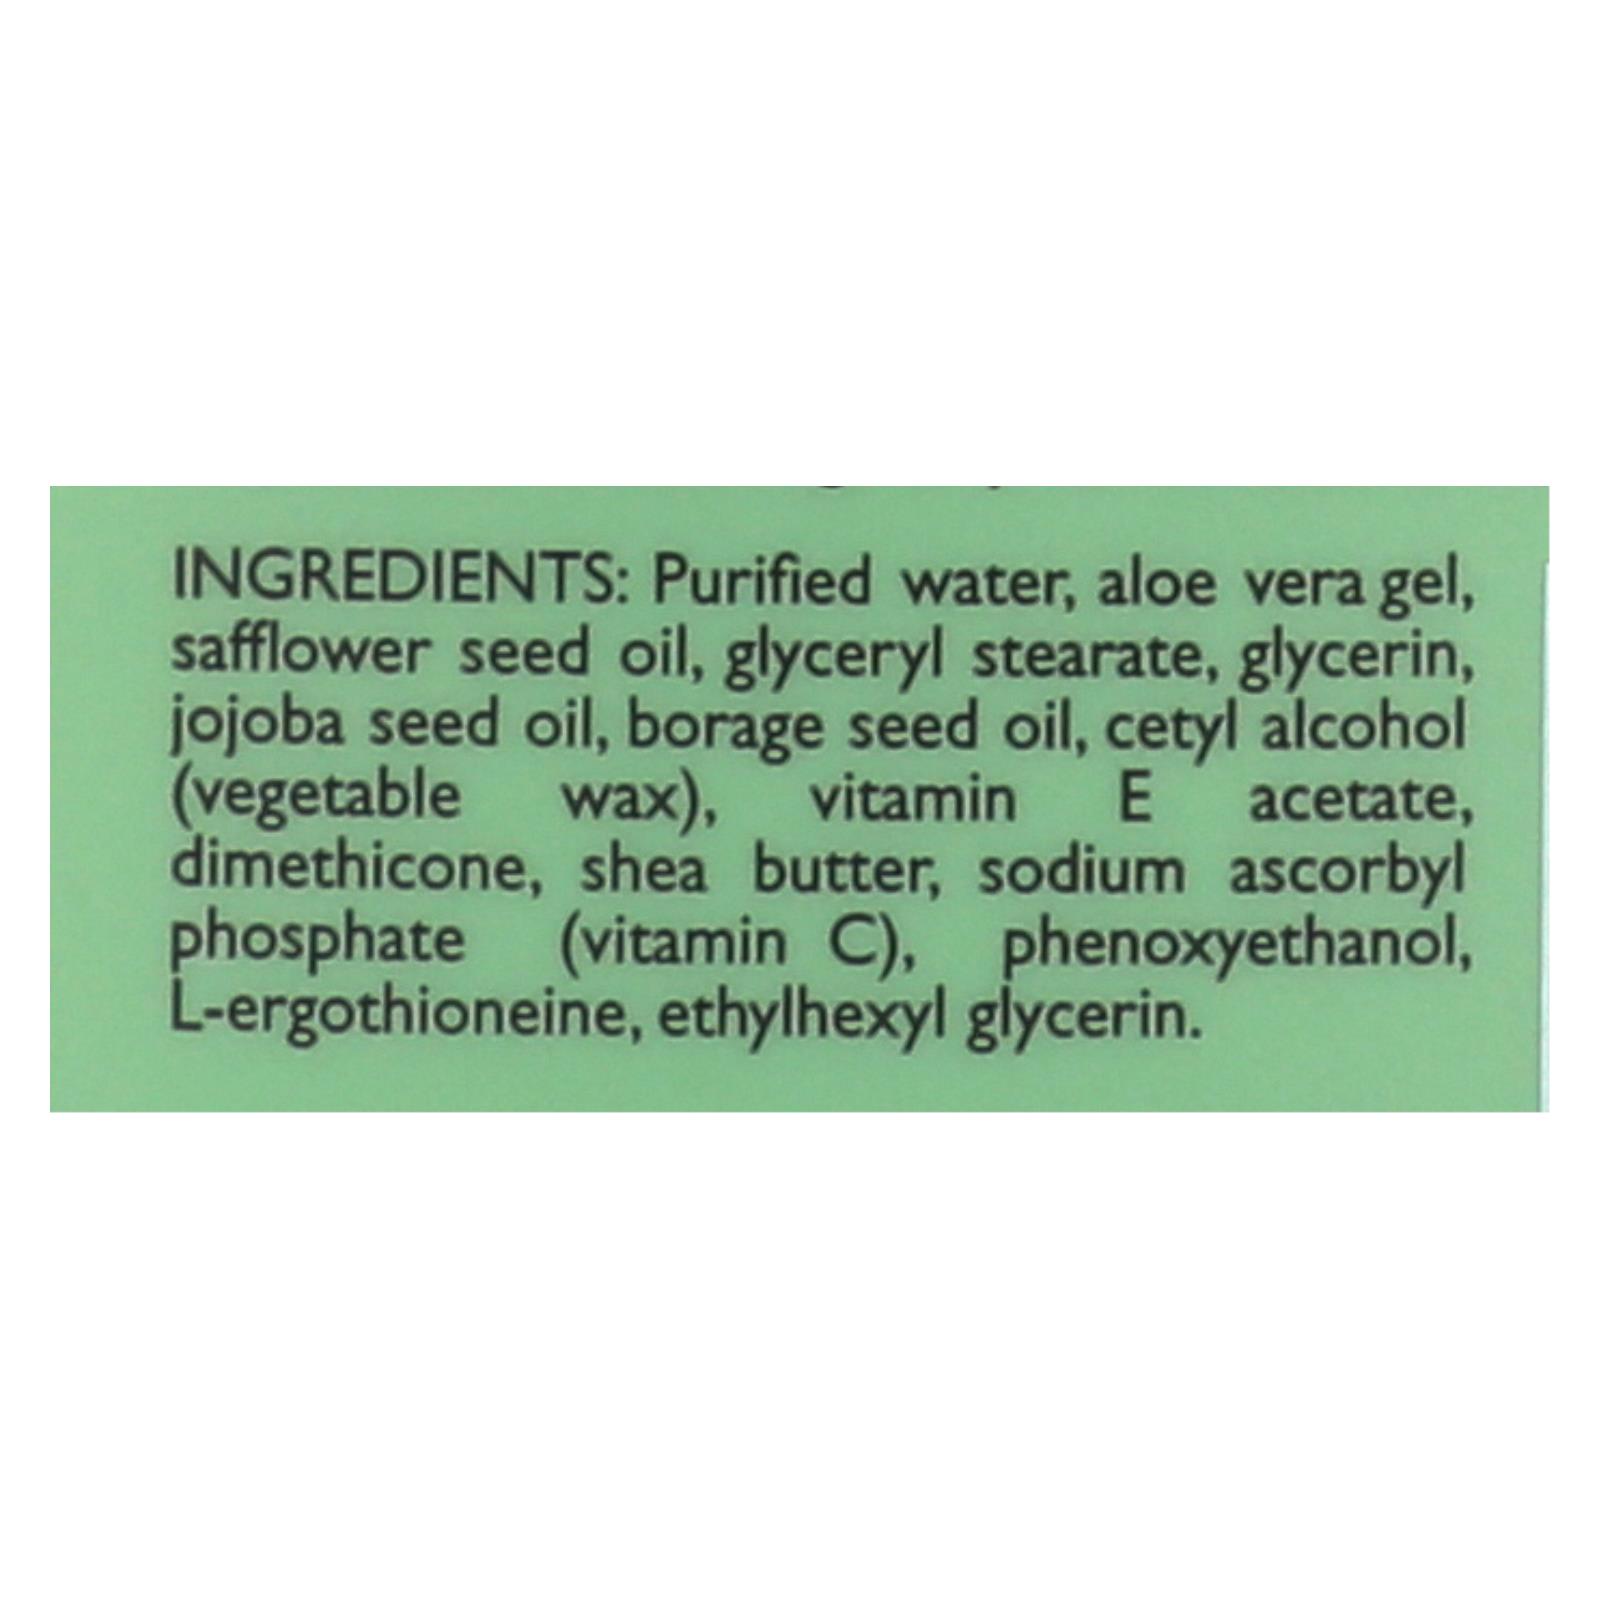 INGREDIENTS: Purified water, aloe vera gel,
safflower seed oil, glyceryl stearate, glycerin,
jojoba seed oil, borage seed oil, cetyl alcohol
(vegetable wax), vitamin E acetate,
dimethicone, shea butter, sodium ascorbyl
phosphate (vitamin C), phenoxyethanol,
L-ergothioneine, ethylhexyl glycerin.